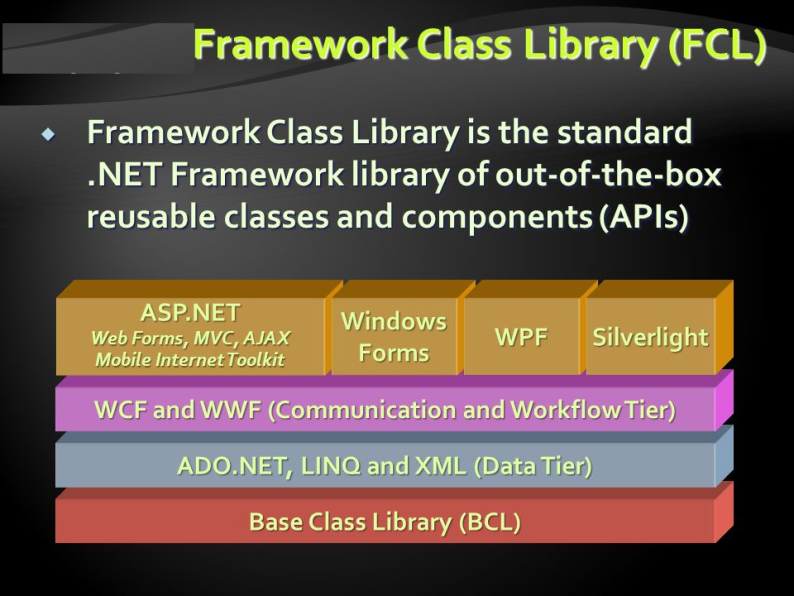 Framework Class Library (FCL)
Framework Class Library is the standard
.NET Framework library of out-of-the-box
reusable classes and components (APIs)
ASP.NET
Web Forms, MVC, AJAX
Mobile Internet Toolkit
Windows
Forms
WPF
Silverlight
WCF and WWF (Communication and Workflow Tier)
ADO.NET, LINQ and XML (Data Tier)
Base Class Library (BCL)